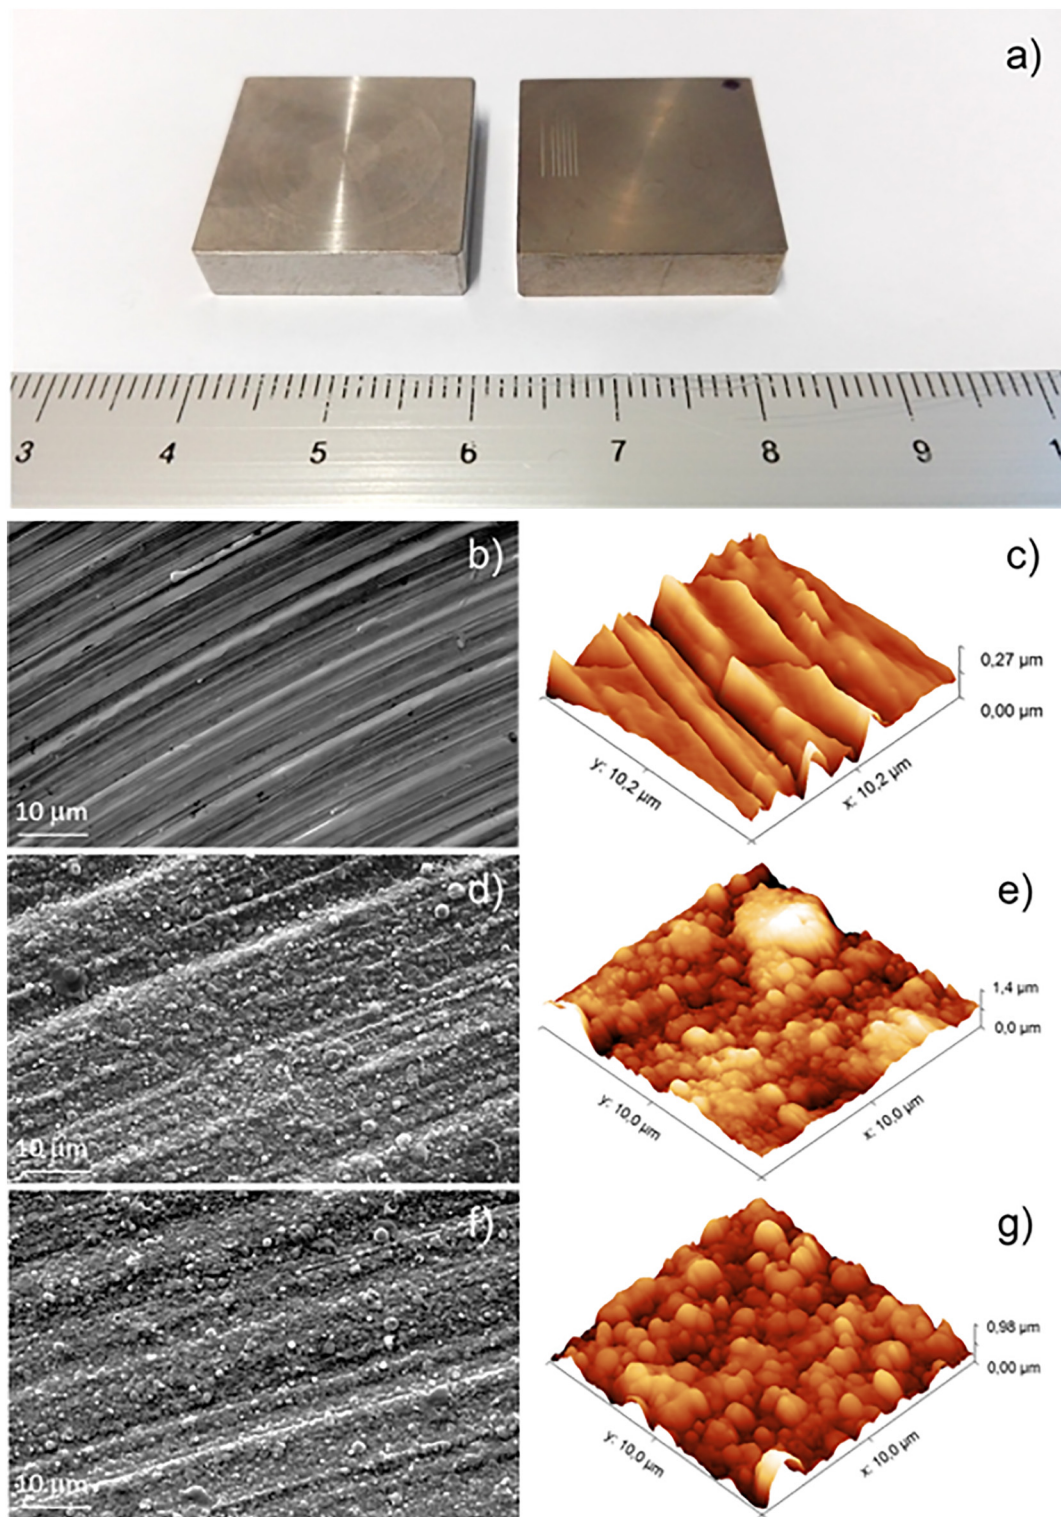 a)
3 4 5 6 7 8 9 1
b)
10 µm
c)
0,27 µm
0,00 µm
y: 10,2 µm
x: 10,2 µm
d)
10 µm
e)
1,4 µm
0,0 µm
y: 10,0 µm
x: 10,0 µm
f)
10 µm
g)
0,98 µm
0,00 µm
y: 10,0 µm
x: 10,0 µm